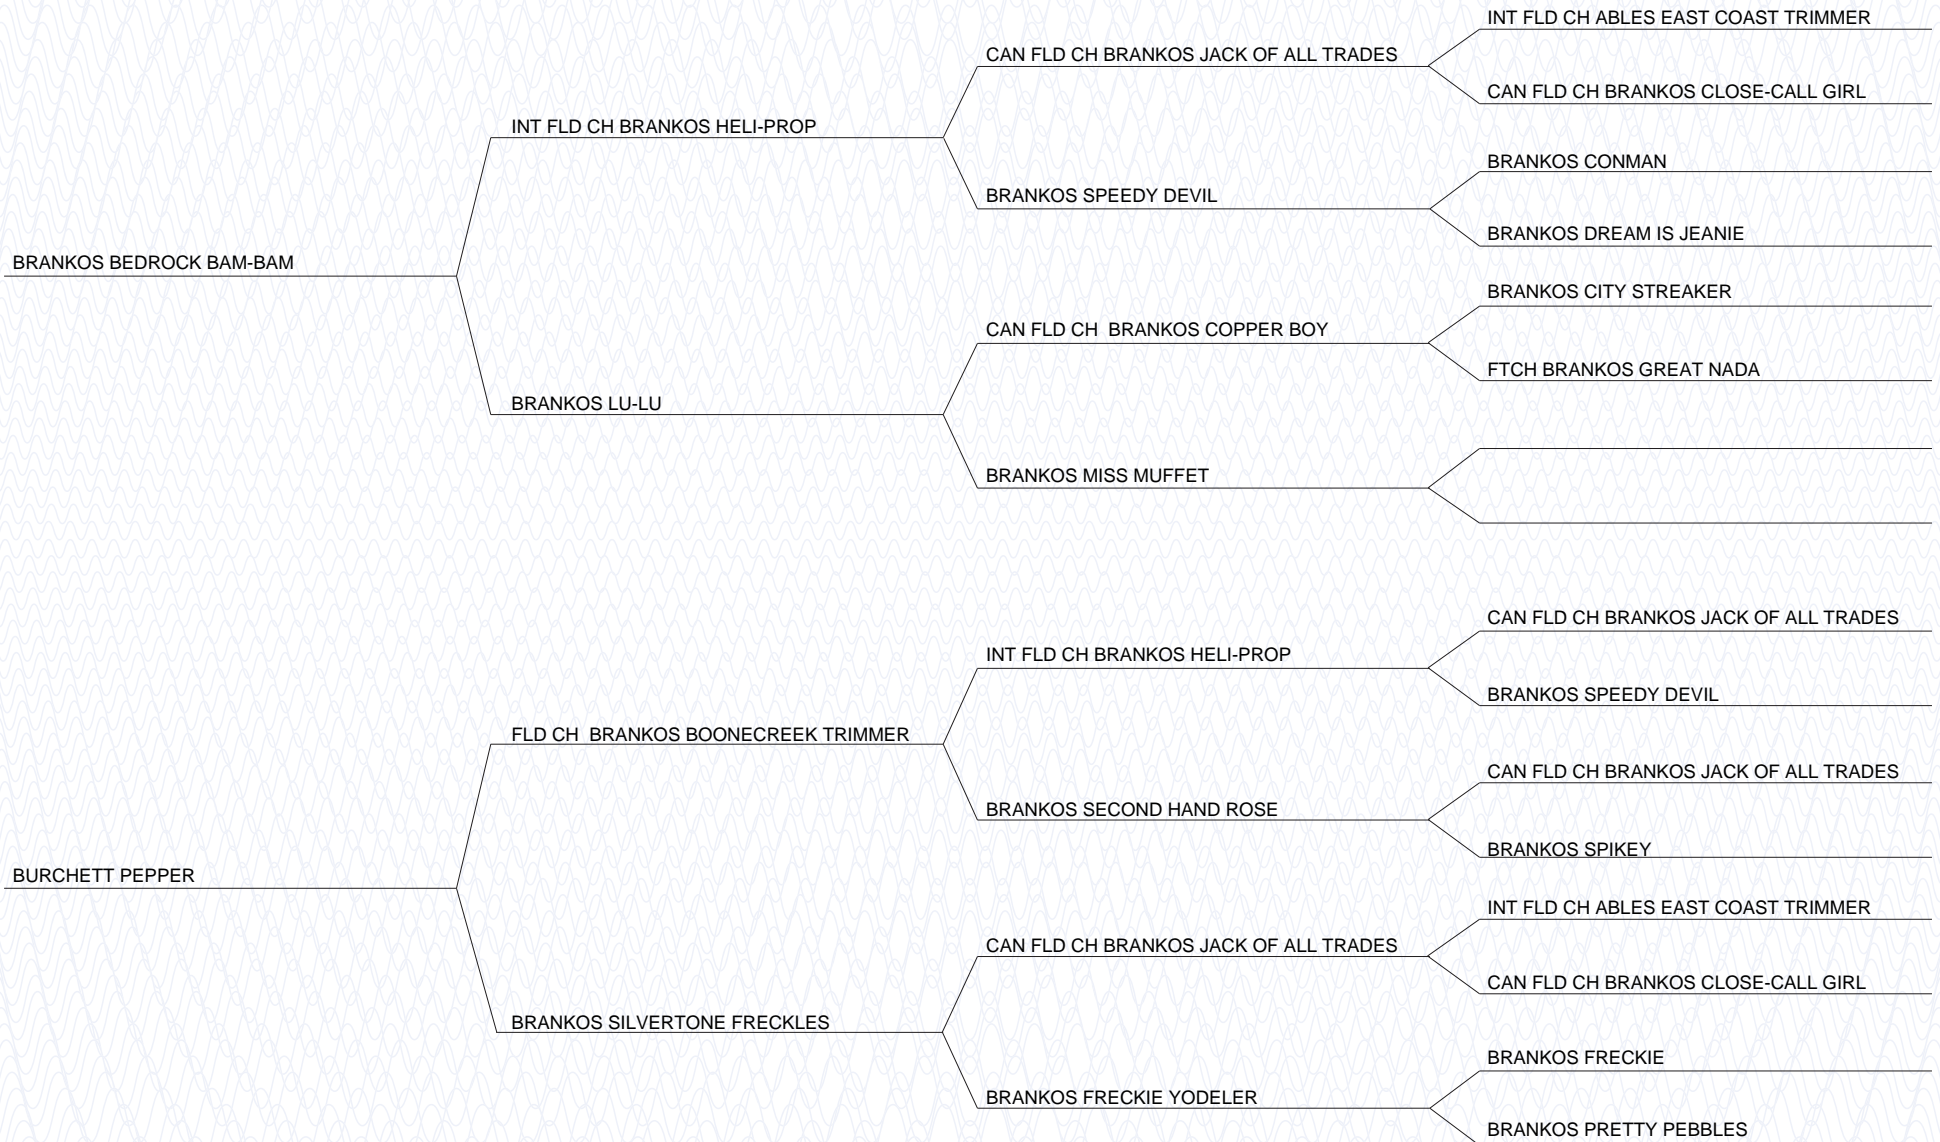 INT FLD CH ABLES EAST COAST TRIMMER
CAN FLD CH BRANKOS JACK OF ALL TRADES
CAN FLD CH BRANKOS CLOSE-CALL GIRL
INT FLD CH BRANKOS HELI-PROP
BRANKOS CONMAN
BRANKOS SPEEDY DEVIL
BRANKOS DREAM IS JEANIE
BRANKOS BEDROCK BAM-BAM
BRANKOS CITY STREAKER
CAN FLD CH  BRANKOS COPPER BOY
FTCH BRANKOS GREAT NADA
BRANKOS LU-LU
BRANKOS MISS MUFFET
CAN FLD CH BRANKOS JACK OF ALL TRADES
INT FLD CH BRANKOS HELI-PROP
BRANKOS SPEEDY DEVIL
FLD CH  BRANKOS BOONECREEK TRIMMER
CAN FLD CH BRANKOS JACK OF ALL TRADES
BRANKOS SECOND HAND ROSE
BRANKOS SPIKEY
BURCHETT PEPPER
INT FLD CH ABLES EAST COAST TRIMMER
CAN FLD CH BRANKOS JACK OF ALL TRADES
CAN FLD CH BRANKOS CLOSE-CALL GIRL
BRANKOS SILVERTONE FRECKLES
BRANKOS FRECKIE
BRANKOS FRECKIE YODELER
BRANKOS PRETTY PEBBLES